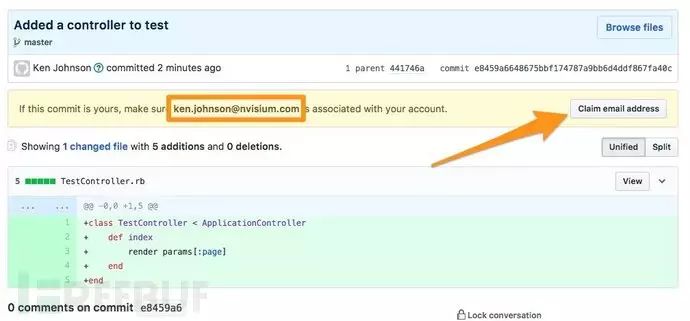 Added a controller to test
master
Browse files
Ken Johnson committed 2 minutes ago
1 parent 441746a commit e8459a6648675bbf174787a9bb6d4ddf867fa40c
If this commit is yours, make sure ken.johnson@nvisium.com is associated with your account.
Claim email address
Showing 1 changed file with 5 additions and 0 deletions.
Unified Split
5 TestController.rb
View
... ... @@ -0,0 +1,5 @@
1 +class TestController < ApplicationController
2 + def index
3 + render params[:page]
4 + end
5 +end
REEBUF
0 comments on commit e8459a6
Lock conversation